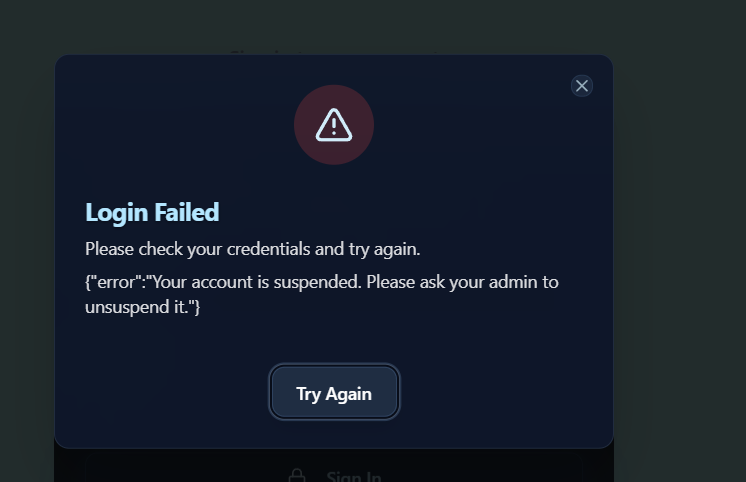 Login Failed
Please check your credentials and try again.
{"error":"Your account is suspended. Please ask your admin to
unsuspend it."}
Try Again
Sign In